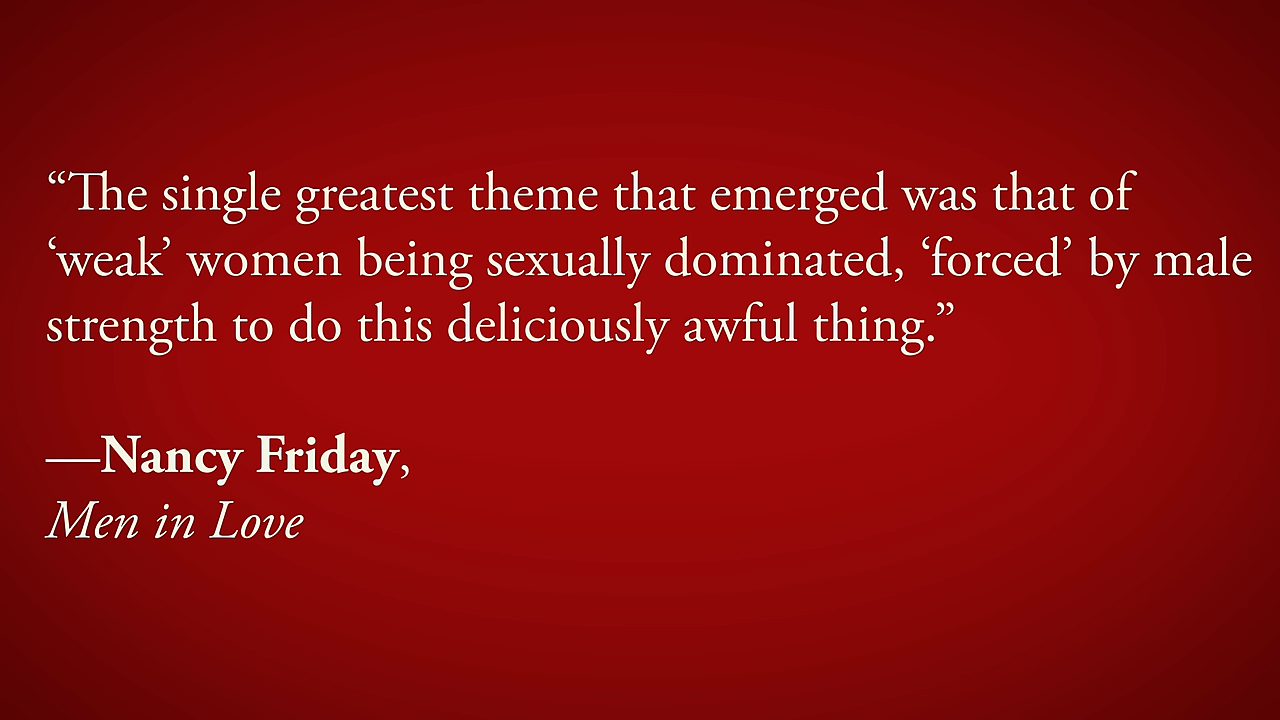 “The single greatest theme that emerged was that of
‘weak’ women being sexually dominated, ‘forced’ by male
strength to do this deliciously awful thing.”
—Nancy Friday,
Men in Love